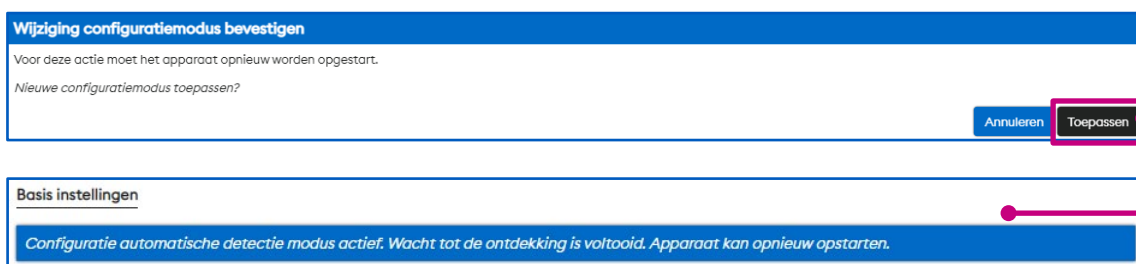 Wijziging configuratiemodus bevestigen
Voor deze actie moet het apparaat opnieuw worden opgestart.
Nieuwe configuratiemodus toepassen?
Annuleren Toepassen
Basis instellingen
Configuratie automatische detectie modus actief. Wacht tot de ontdekking is voltooid. Apparaat kan opnieuw opstarten.